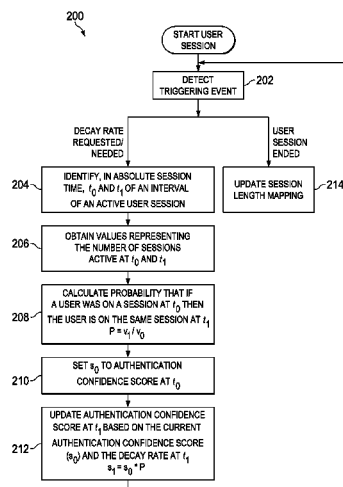 200
START USER
SESSION
DETECT
TRIGGERING EVENT
202
DECAY RATE
REQUESTED/
NEEDED
USER
SESSION
ENDED
204
IDENTIFY, IN ABSOLUTE SESSION
TIME, t0 AND t1 OF AN INTERVAL
OF AN ACTIVE USER SESSION
UPDATE SESSION
LENGTH MAPPING
214
206
OBTAIN VALUES REPRESENTING
THE NUMBER OF SESSIONS
ACTIVE AT t0 AND t1
208
CALCULATE PROBABILITY THAT IF
A USER WAS ON A SESSION AT t0 THEN
THE USER IS ON THE SAME SESSION AT t1
P = v1 / v0
210
SET s0 TO AUTHENTICATION
CONFIDENCE SCORE AT t0
212
UPDATE AUTHENTICATION CONFIDENCE
SCORE AT t1 BASED ON THE CURRENT
AUTHENTICATION CONFIDENCE SCORE
(s0) AND THE DECAY RATE AT t1
s1 = s0 * P